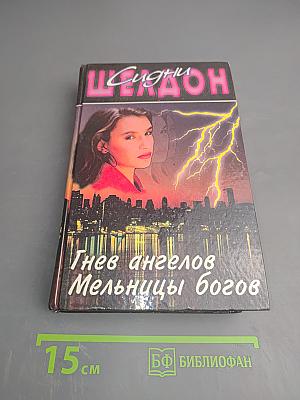 Сидни
ШЕЛДОН
Гнев ангелов
Мельницы богов
15 см
БФ БИБЛИОФАН